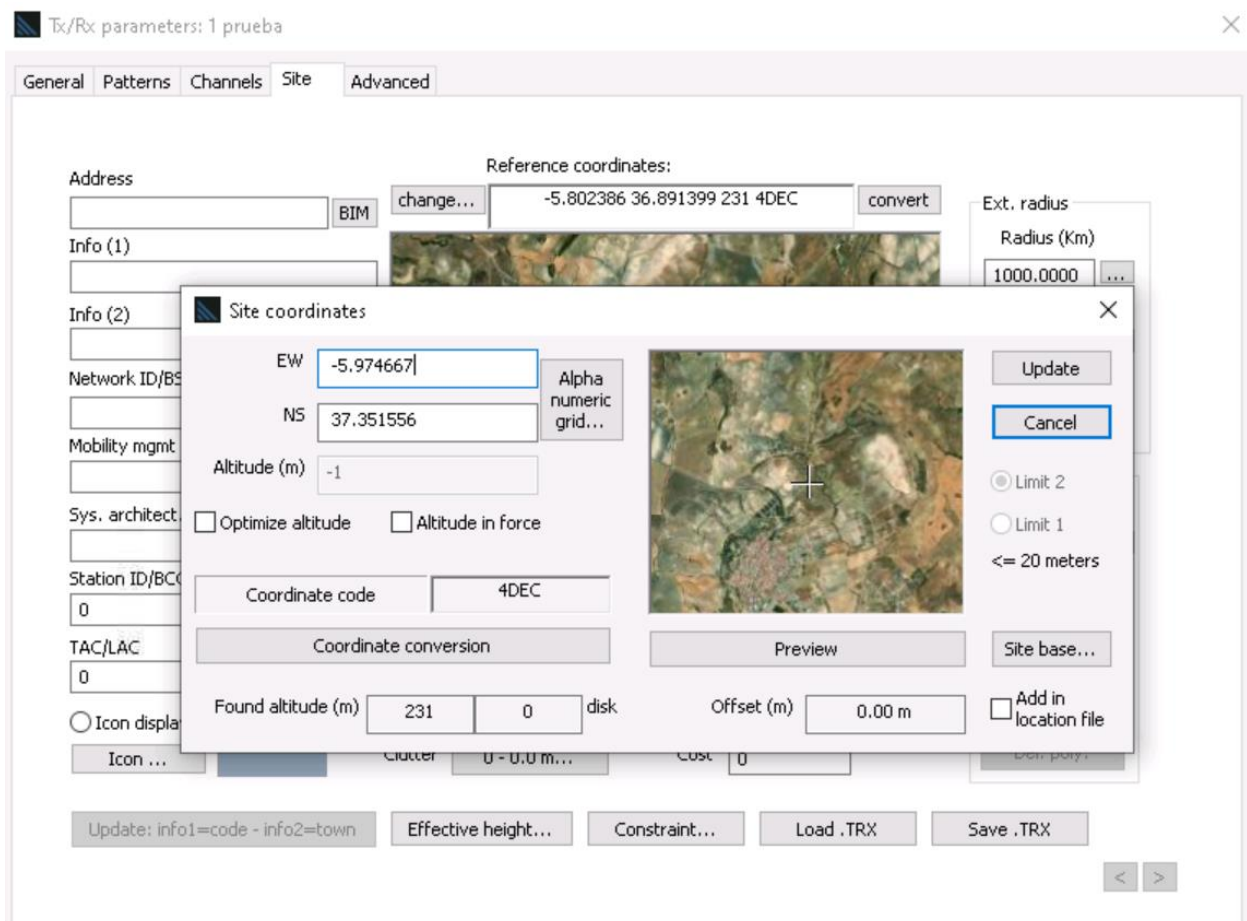 Tx/Rx parameters: 1 prueba
General Patterns Channels Site Advanced
Reference coordinates:
Address
change... -5.802386 36.891399 231 4DEC convert
BIM
Ext. radius
Info (1)
Radius (Km)
1000.0000 ...
Info (2)
Network ID/BS
Mobility mgmt
Sys. architect.
Station ID/BCC
0
TAC/LAC
0
Icon displa
Icon ...
Site coordinates
EW -5.974667
NS 37.351556
Alpha
numeric
grid...
Altitude (m) -1
Optimize altitude Altitude in force
Coordinate code 4DEC
Coordinate conversion
Preview
Found altitude (m) 231 0 disk
Offset (m) 0.00 m
Update
Cancel
Limit 2
Limit 1
<= 20 meters
Site base...
Add in
location file
Clutter 0 - 0.0 m... Cost 0
Del. poly.
Update: info1=code - info2=town Effective height... Constraint... Load .TRX Save .TRX
< >